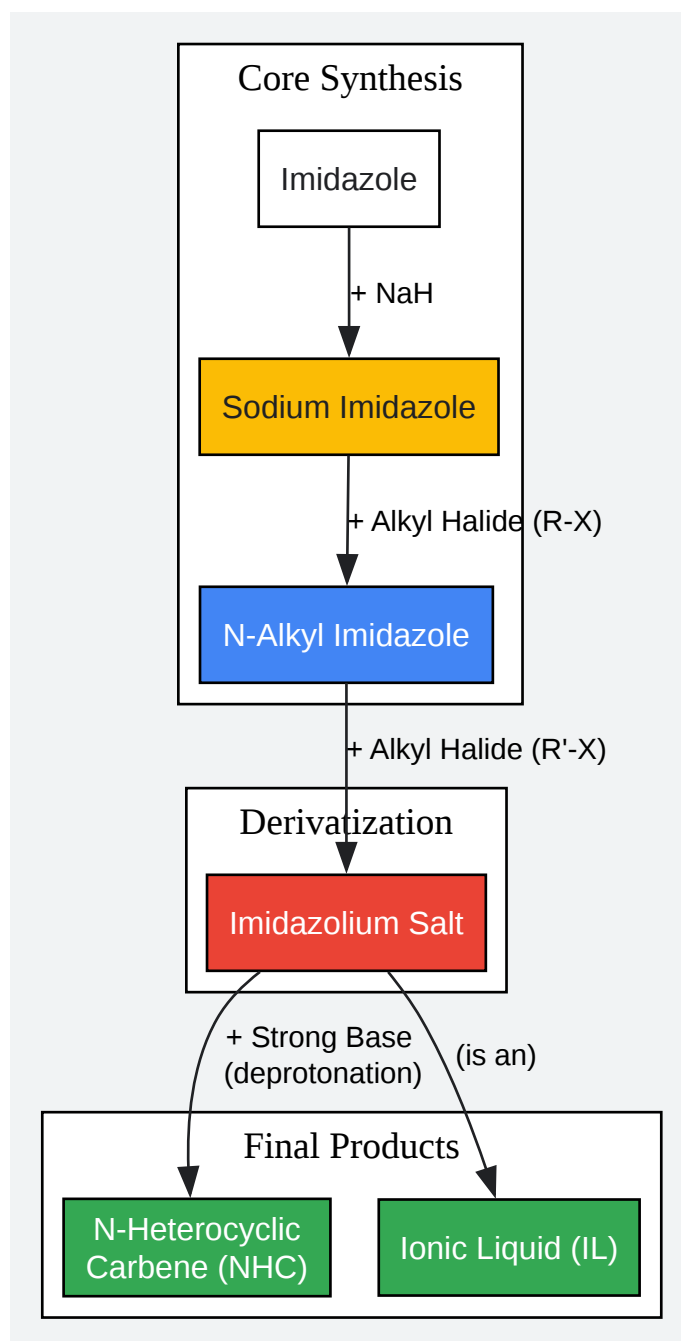 Core Synthesis
Imidazole
+ NaH
Sodium Imidazole
+ Alkyl Halide (R-X)
N-Alkyl Imidazole
+ Alkyl Halide (R'-X)
Derivatization
Imidazolium Salt
+ Strong Base
(deprotonation)
(is an)
Final Products
N-Heterocyclic
Carbene (NHC)
Ionic Liquid (IL)